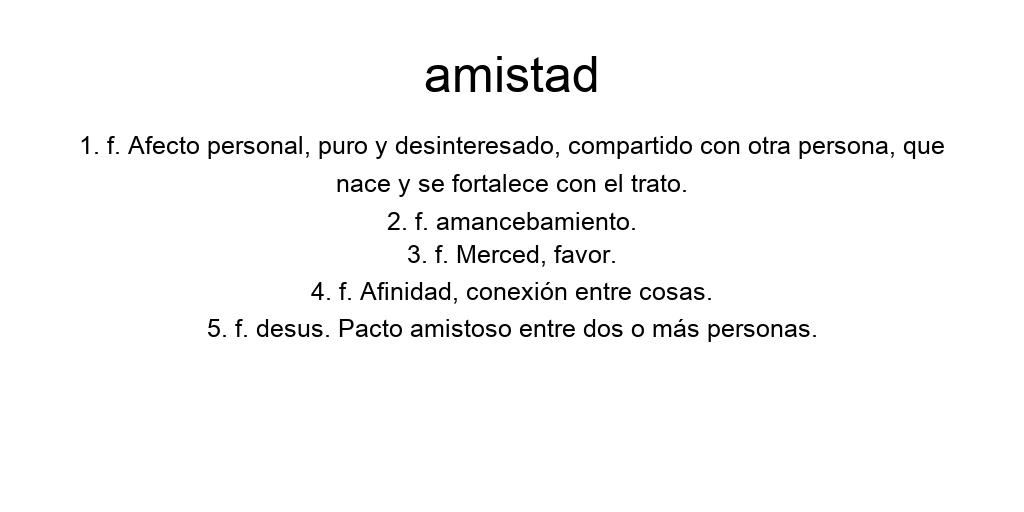 amistad
1. f. Afecto personal, puro y desinteresado, compartido con otra persona, que
nace y se fortalece con el trato.
2. f. amancebamiento.
3. f. Merced, favor.
4. f. Afinidad, conexión entre cosas.
5. f. desus. Pacto amistoso entre dos o más personas.